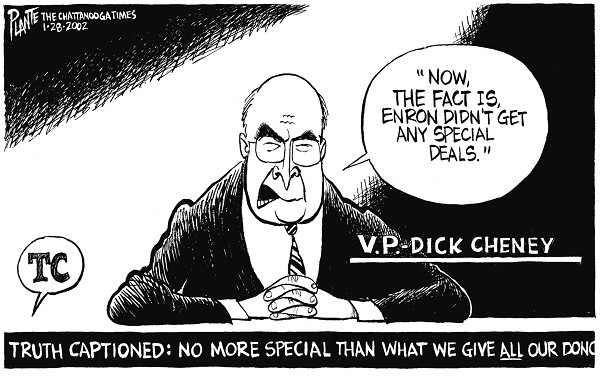 PLANTE
THE CHATTANOOGA TIMES
1-28-2002
"NOW,
THE FACT IS,
ENRON DIDN'T GET
ANY SPECIAL
DEALS."
V.P.-DICK CHENEY
TC
TRUTH CAPTIONED: NO MORE SPECIAL THAN WHAT WE GIVE ALL OUR DONO